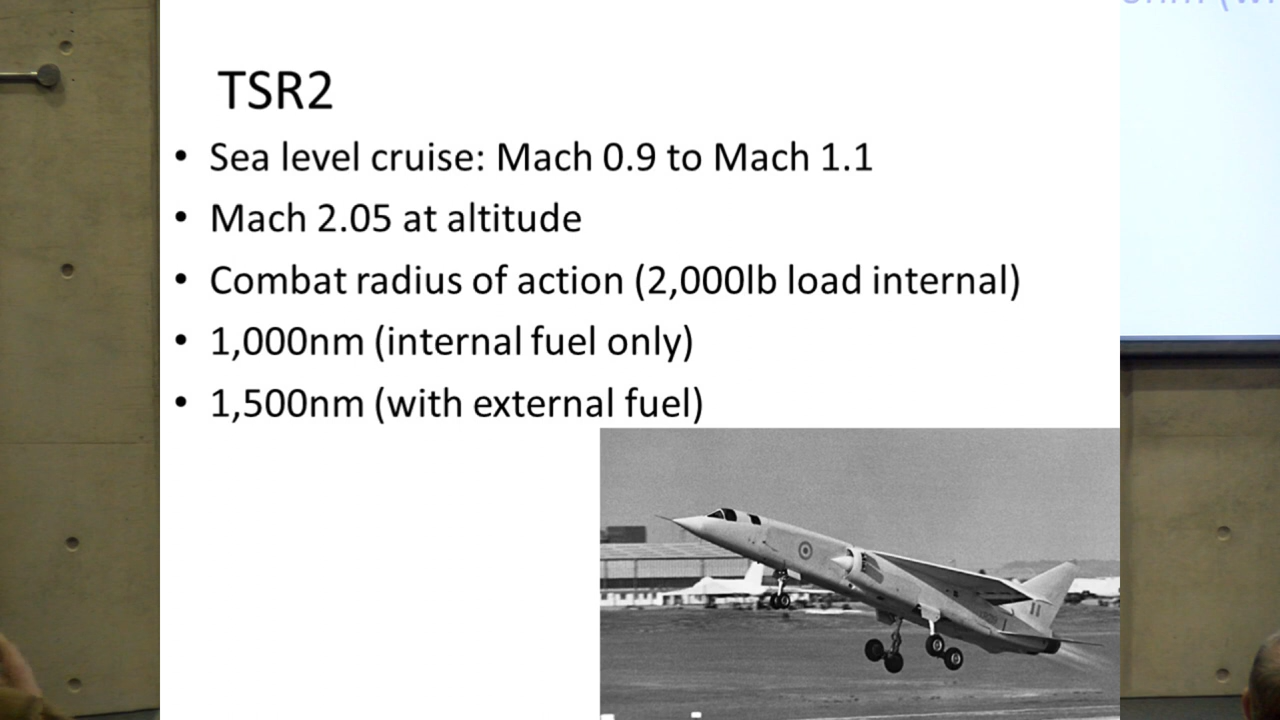 TSR2
• Sea level cruise: Mach 0.9 to Mach 1.1
• Mach 2.05 at altitude
• Combat radius of action (2,000lb load internal)
• 1,000nm (internal fuel only)
• 1,500nm (with external fuel)